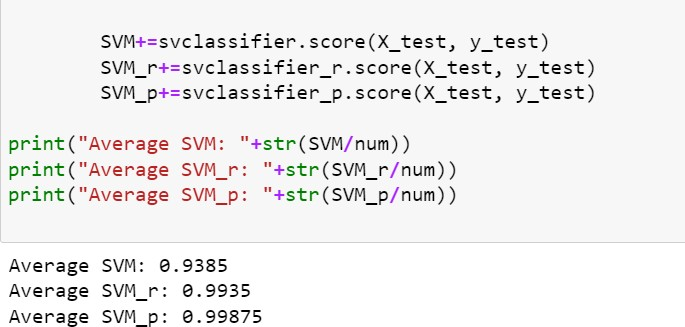 SVM+=svclassifier.score(X_test, y_test)
SVM_r+=svclassifier_r.score(X_test, y_test)
SVM_p+=svclassifier_p.score(X_test, y_test)
print("Average SVM: "+str(SVM/num))
print("Average SVM_r: "+str(SVM_r/num))
print("Average SVM_p: "+str(SVM_p/num))
Average SVM: 0.9385
Average SVM_r: 0.9935
Average SVM_p: 0.99875